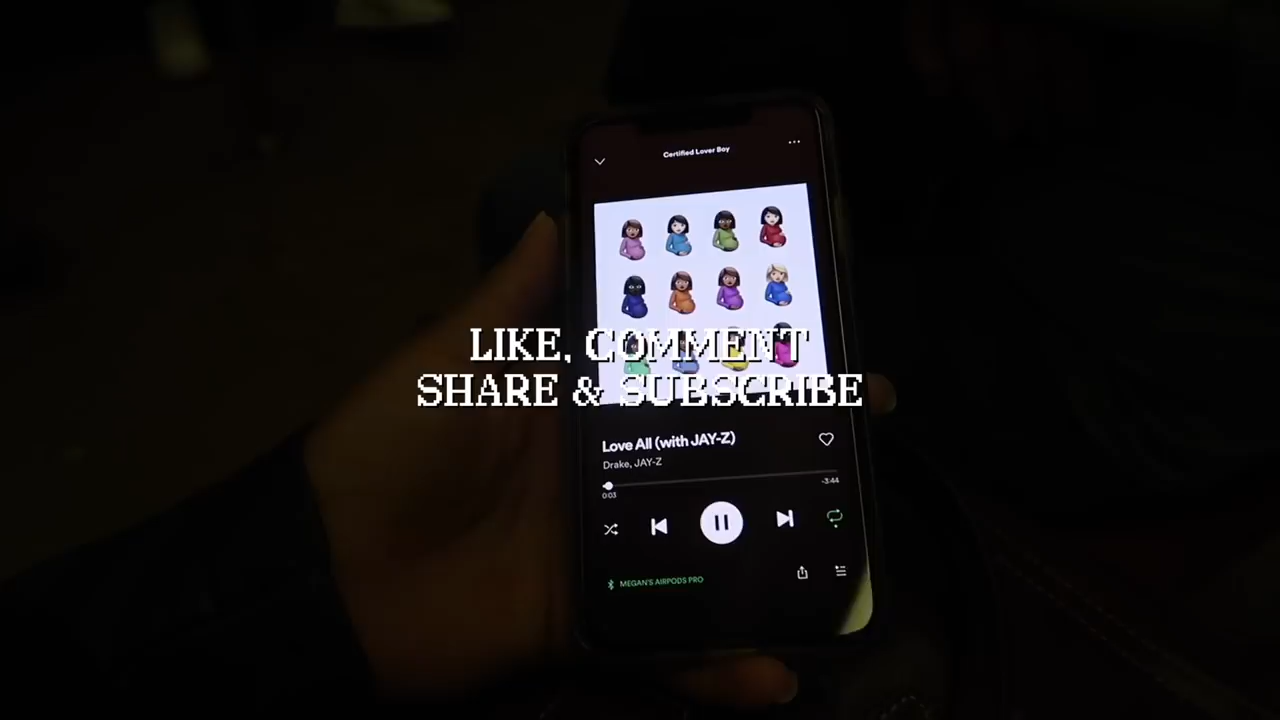 Certified Lover Boy
LIKE, COMMENT
SHARE & SUBSCRIBE
Love All (with JAY-Z)
Drake, JAY-Z
0:03
-3:44
MEGAN'S AIRPODS PRO